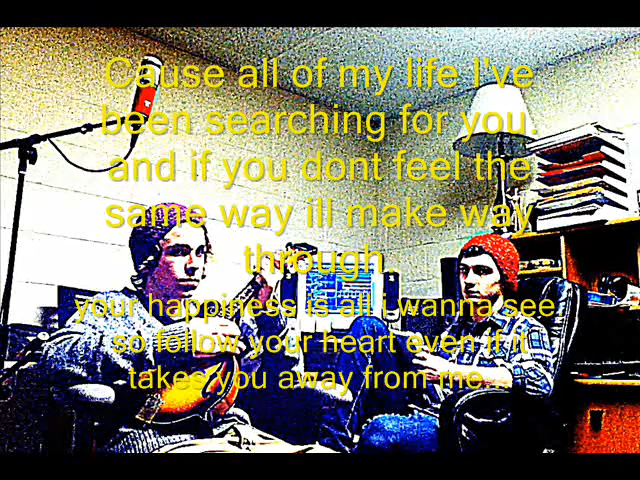 Cause all of my life I've
been searching for you.
and if you dont feel the
same way ill make way
through
your happiness is all i wanna see
so follow your heart even if it
takes you away from me....